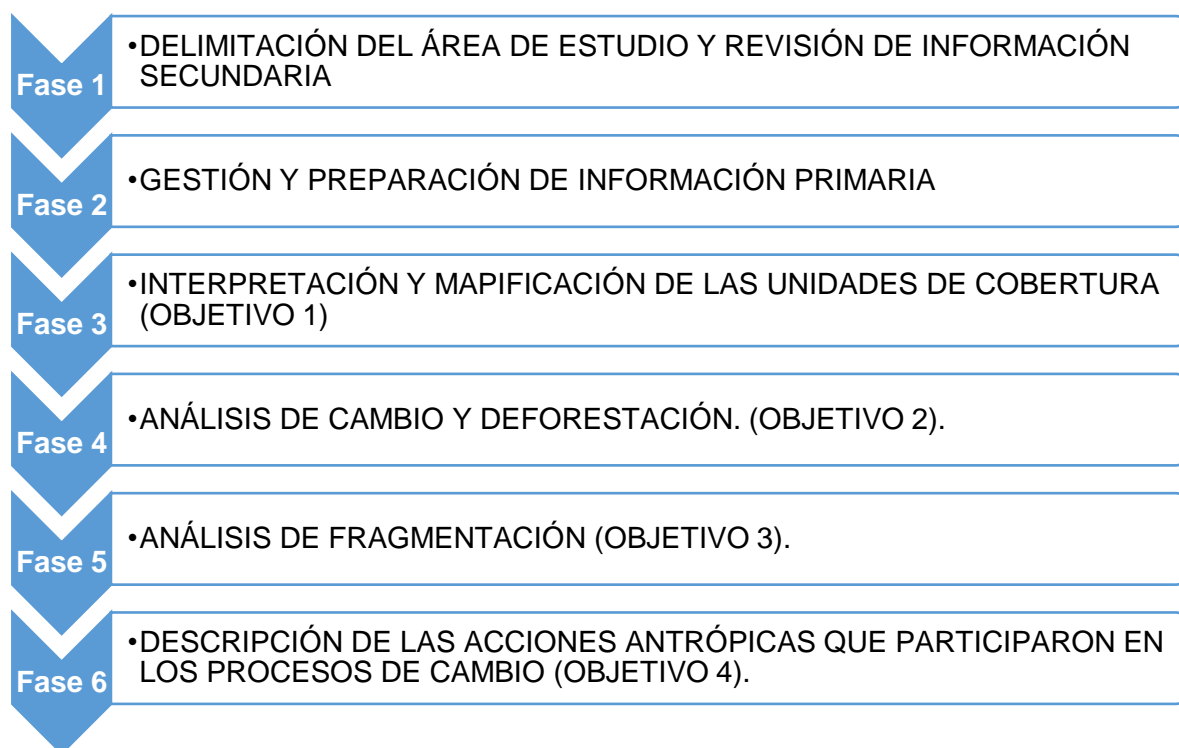 Fase 1
•DELIMITACIÓN DEL ÁREA DE ESTUDIO Y REVISIÓN DE INFORMACIÓN
SECUNDARIA
Fase 2
•GESTIÓN Y PREPARACIÓN DE INFORMACIÓN PRIMARIA
Fase 3
•INTERPRETACIÓN Y MAPIFICACIÓN DE LAS UNIDADES DE COBERTURA
(OBJETIVO 1)
Fase 4
•ANÁLISIS DE CAMBIO Y DEFORESTACIÓN. (OBJETIVO 2).
Fase 5
•ANÁLISIS DE FRAGMENTACIÓN (OBJETIVO 3).
Fase 6
•DESCRIPCIÓN DE LAS ACCIONES ANTRÓPICAS QUE PARTICIPARON EN
LOS PROCESOS DE CAMBIO (OBJETIVO 4).